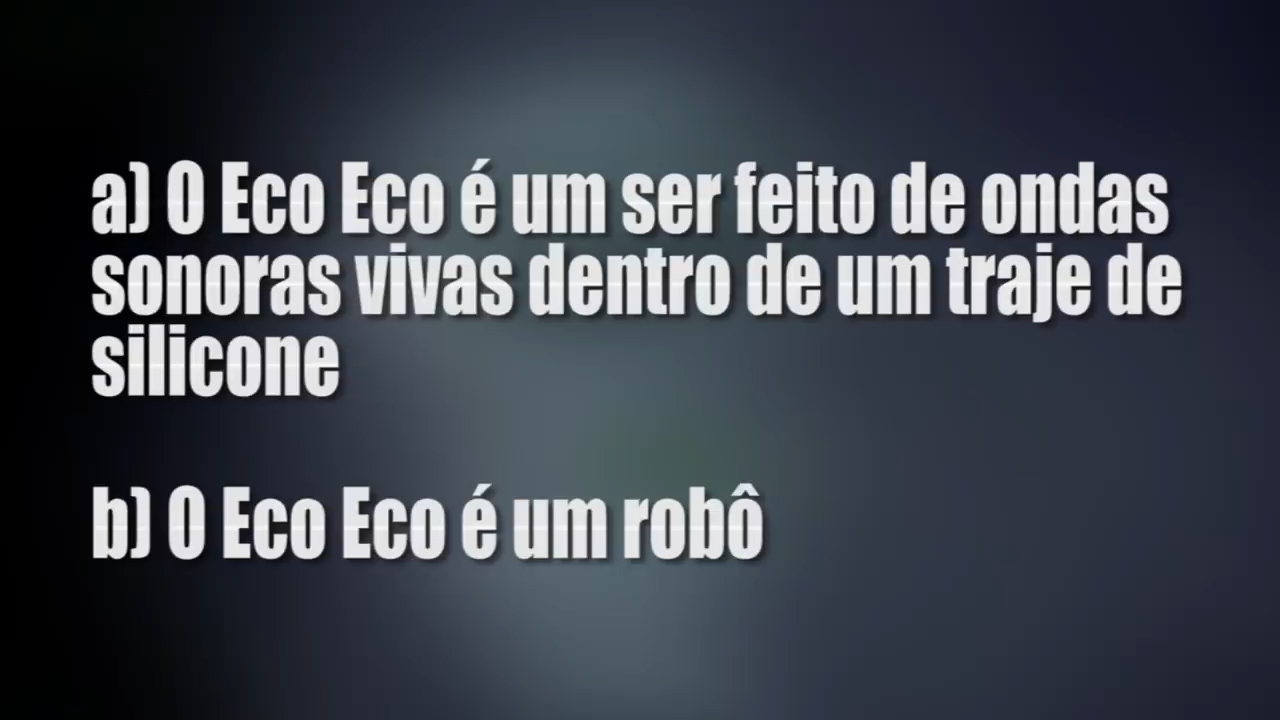 a) O Eco Eco é um ser feito de ondas
sonoras vivas dentro de um traje de
silicone
b) O Eco Eco é um robô